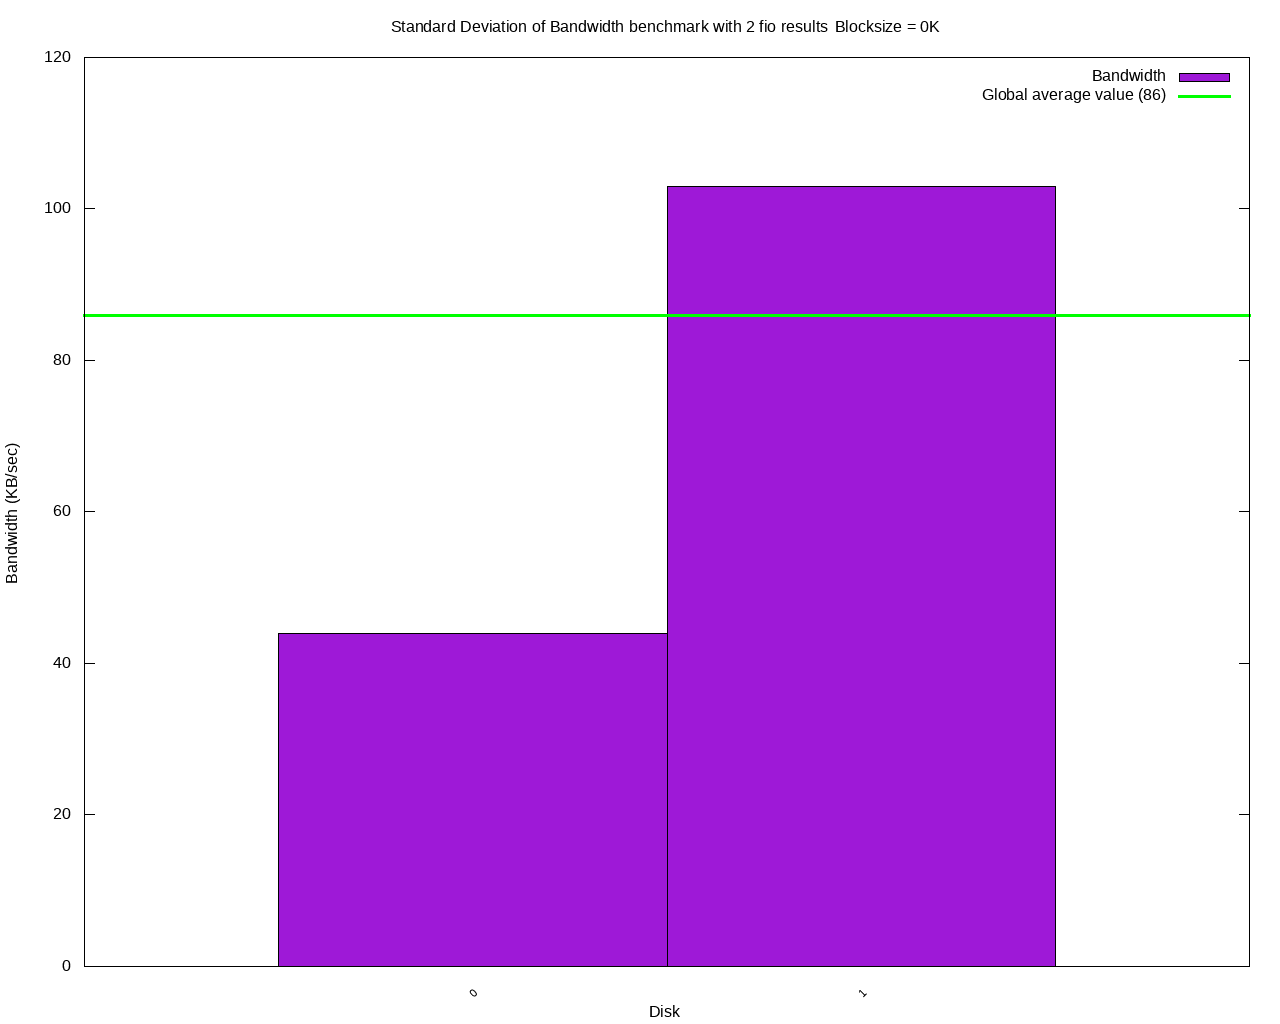 Standard Deviation of Bandwidth benchmark with 2 fio results Blocksize = 0K
120
100
80
60
40
20
0
Bandwidth
Global average value (86)
Bandwidth (KB/sec)
0
1
Disk